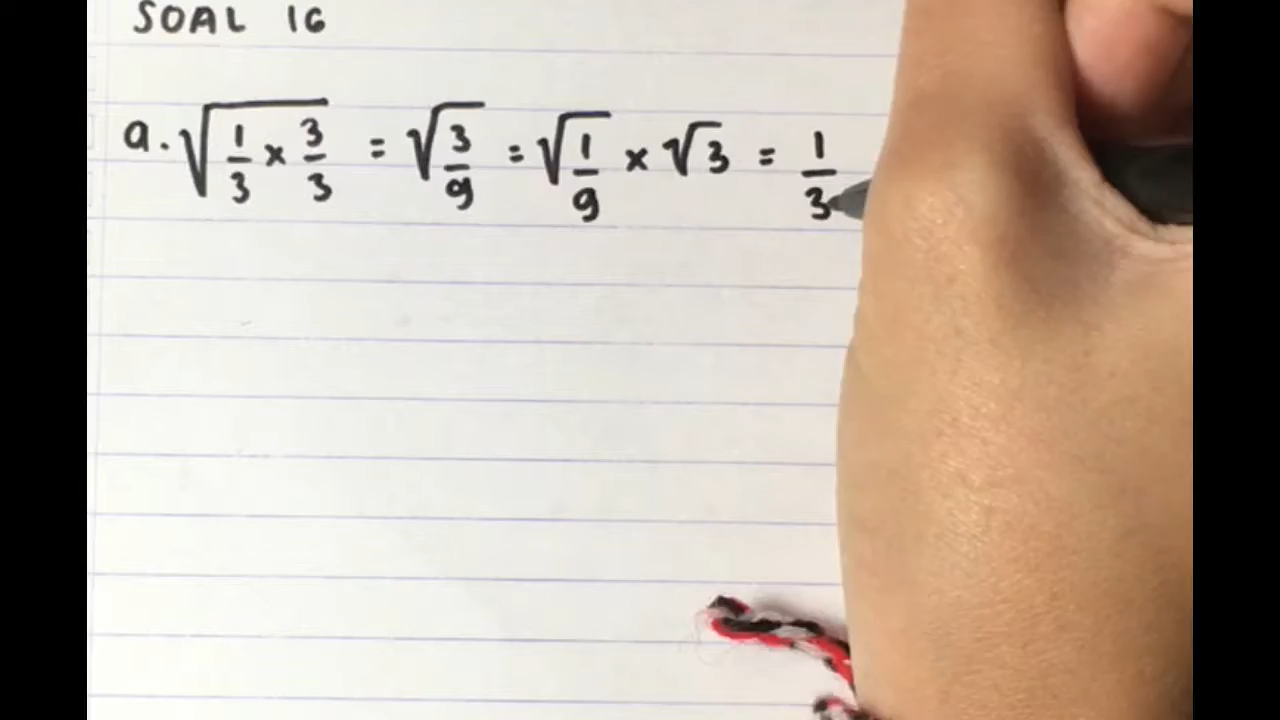 SOAL 16
a. √(1/3 × 3/3) = √(3/9) = √(1/9) × √3 = 1/3